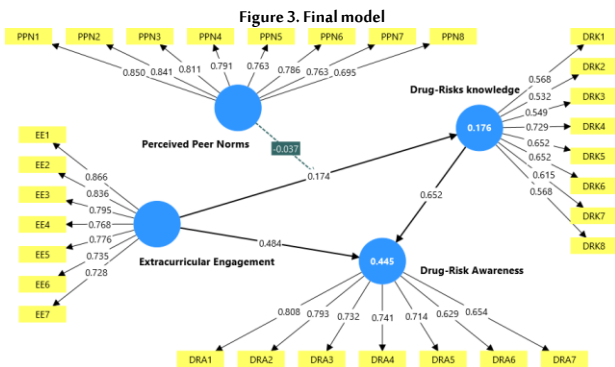 Figure 3. Final model
PPN1 PPN2 PPN3 PPN4 PPN5 PPN6 PPN7 PPN8
0.850 0.841 0.811 0.791 0.763 0.786 0.763 0.695
Perceived Peer Norms
-0.037
Drug-Risks knowledge
0.176
DRK1
DRK2
DRK3
DRK4
DRK5
DRK6
DRK7
DRK8
0.568
0.532
0.549
0.729
0.652
0.652
0.615
0.568
0.174
0.652
EE1
EE2
EE3
EE4
EE5
EE6
EE7
0.866
0.836
0.795
0.768
0.776
0.735
0.728
Extracurricular Engagement
0.484
0.445
Drug-Risk Awareness
0.808 0.793 0.732 0.741 0.714 0.629 0.654
DRA1 DRA2 DRA3 DRA4 DRA5 DRA6 DRA7